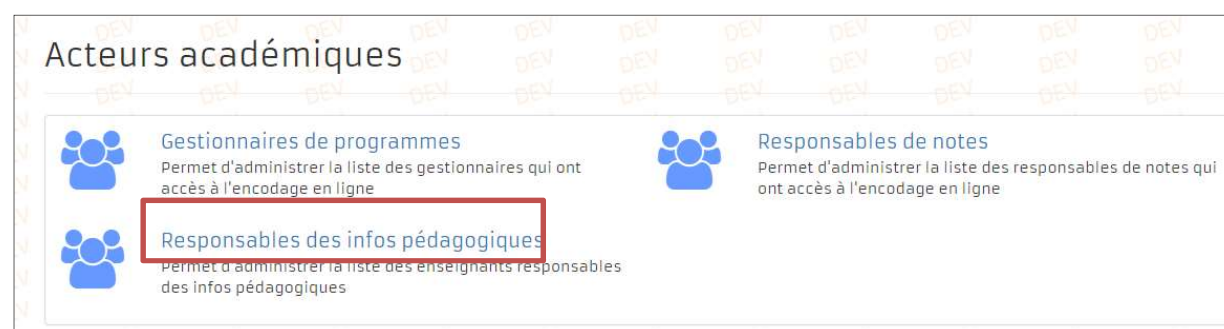 Acteurs académiques
Gestionnaires de programmes
Permet d'administrer la liste des gestionnaires qui ont
accès à l'encodage en ligne
Responsables de notes
Permet d'administrer la liste des responsables de notes qui
ont accès à l'encodage en ligne
Responsables des infos pédagogiques
Permet d'administrer la liste des enseignants responsables
des infos pédagogiques